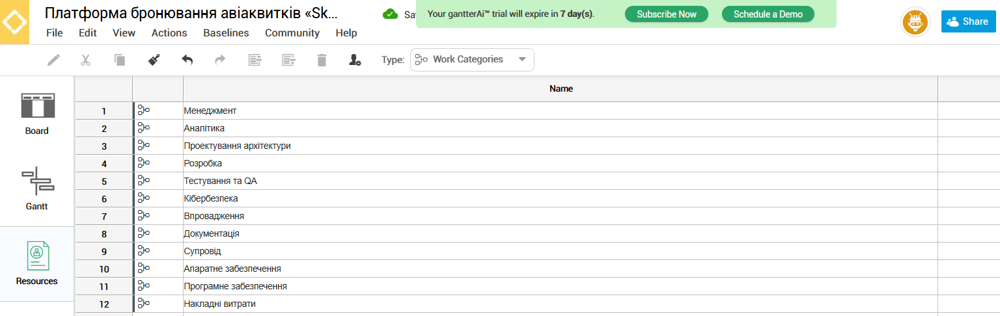 Платформа бронювання авіаквитків «Sk...
Your gantterAi™ trial will expire in 7 day(s). Subscribe Now Schedule a Demo
Share
File Edit View Actions Baselines Community Help
Type: Work Categories
Name
Board
Gantt
Resources
1 Менеджмент
2 Аналітика
3 Проектування архітектури
4 Розробка
5 Тестування та QA
6 Кібербезпека
7 Впровадження
8 Документація
9 Супровід
10 Апаратне забезпечення
11 Програмне забезпечення
12 Накладні витрати